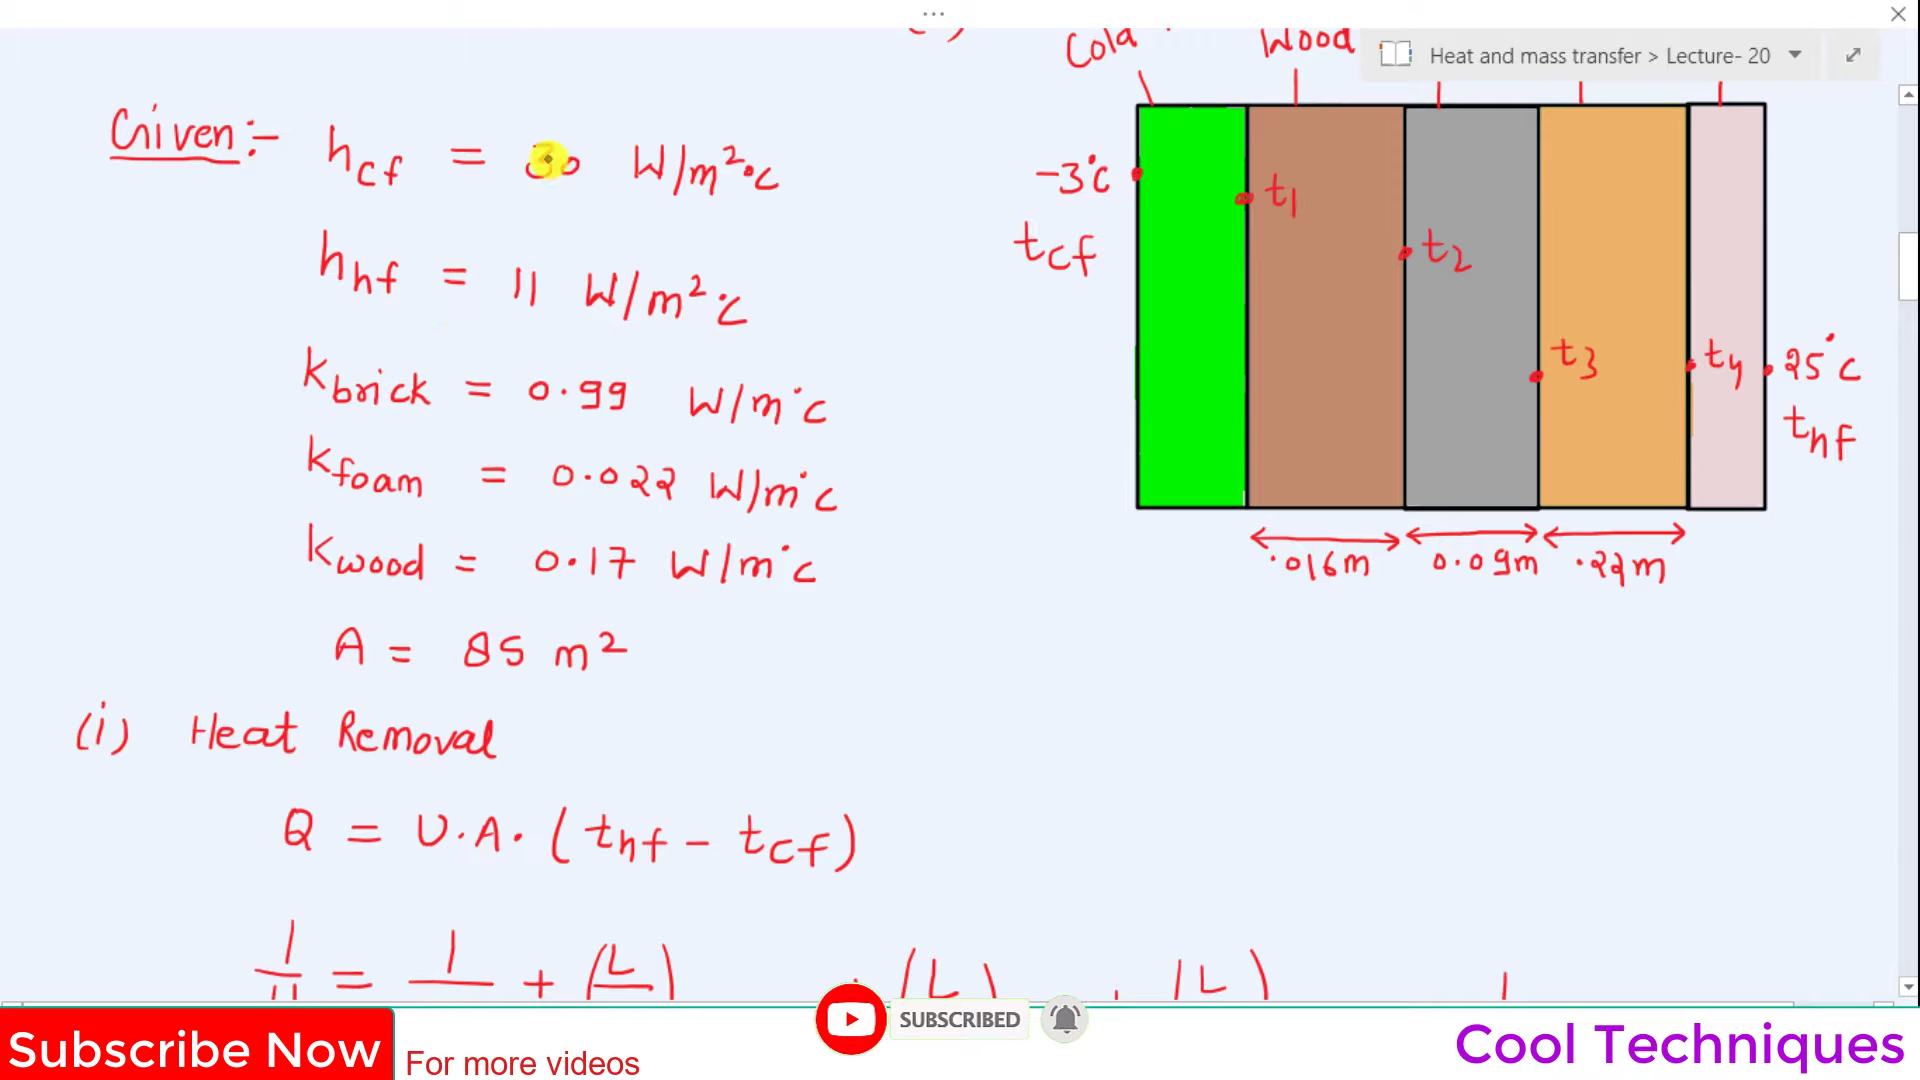 Cold
Wood
Heat and mass transfer > Lecture- 20
Given:-
hcf = 30 W/m²°C
hhf = 11 W/m²°C
kbrick = 0.99 W/m°C
kfoam = 0.022 W/m°C
kwood = 0.17 W/m°C
A = 85 m²
-3°C
tcf
t1
t2
t3
t4
25°C
thf
.016m
0.09m
.22m
(i) Heat Removal
Q = U.A.(thf - tcf)
Subscribe Now
For more videos
SUBSCRIBED
Cool Techniques